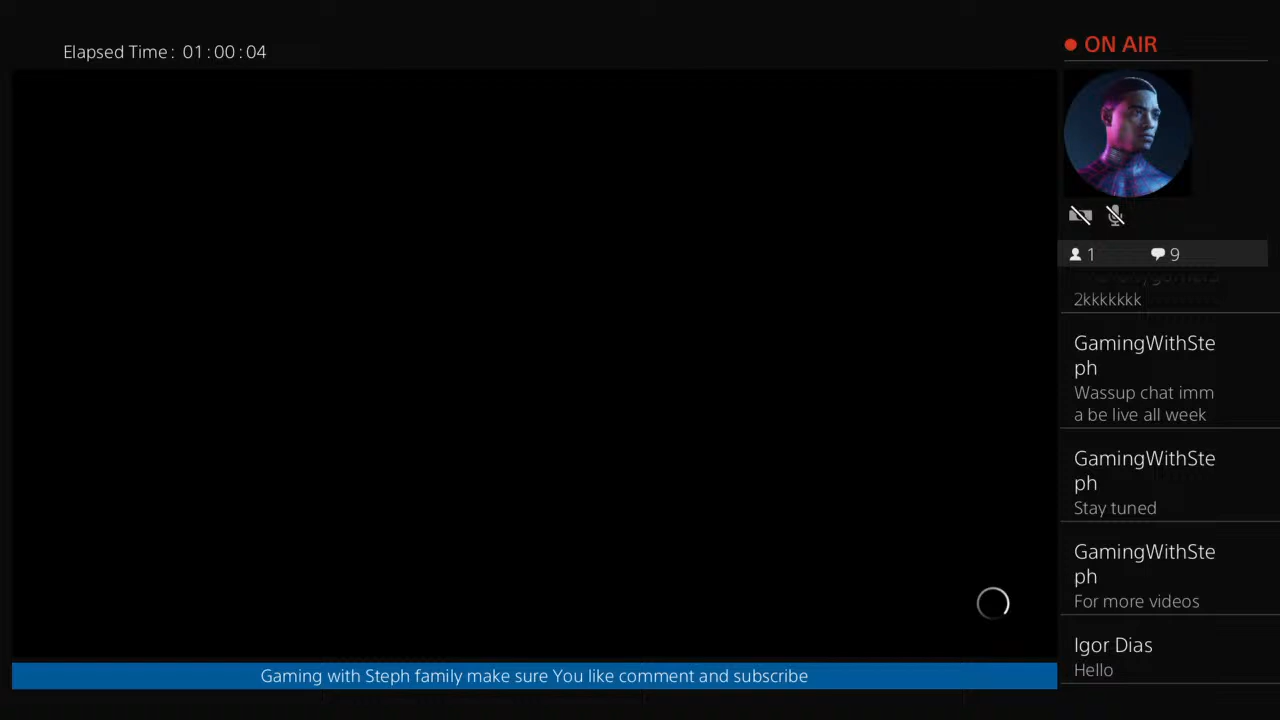 Elapsed Time: 01:00:04
ON AIR
1 9
2kkkkkkk
GamingWithSte
ph
Wassup chat imm
a be live all week
GamingWithSte
ph
Stay tuned
GamingWithSte
ph
For more videos
Igor Dias
Hello
Gaming with Steph family make sure You like comment and subscribe